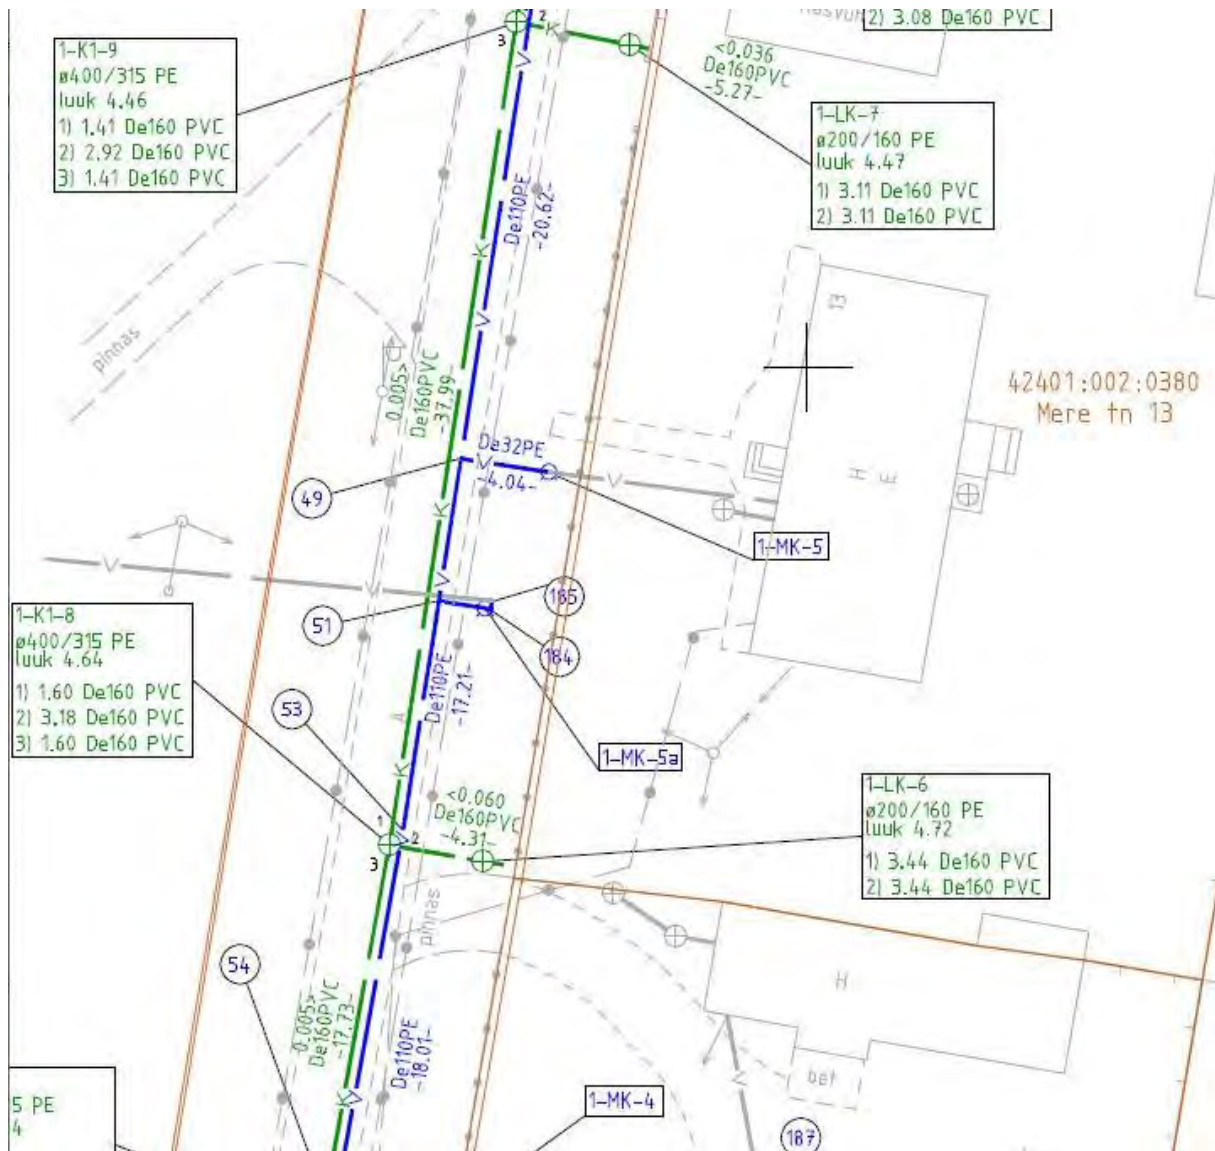 2) 3.08 De160 PVC
1-K1-9
ø400/315 PE
luuk 4.46
1) 1.41 De160 PVC
2) 2.92 De160 PVC
3) 1.41 De160 PVC
2
3
K
V
<0.036
De160PVC
-5.27-
1-LK-7
ø200/160 PE
luuk 4.47
1) 3.11 De160 PVC
2) 3.11 De160 PVC
De110PE
-20.62-
K
V
pinnas
13
0.005>
De160PVC
-37.99-
42401:002:0380
Mere tn 13
De32PE
V
-4.04-
V
H
E
49
K
1-MK-5
V
V
V
185
51
184
1-K1-8
ø400/315 PE
luuk 4.64
1) 1.60 De160 PVC
2) 3.18 De160 PVC
3) 1.60 De160 PVC
De110PE
-17.21-
53
A
K
1-MK-5a
<0.060
De160PVC
-4.31-
1
2
3
1-LK-6
ø200/160 PE
luuk 4.72
1) 3.44 De160 PVC
2) 3.44 De160 PVC
pinnas
54
H
0.005>
De160PVC
-17.73-
De110PE
-18.01-
V
bet
K
V
5 PE
4
1-MK-4
187